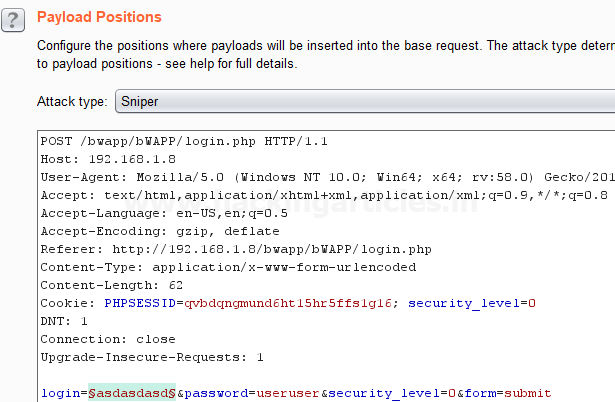 ?
Payload Positions
Configure the positions where payloads will be inserted into the base request. The attack type deterr
to payload positions - see help for full details.
Attack type: Sniper
POST /bwapp/bWAPP/login.php HTTP/1.1
Host: 192.168.1.8
User-Agent: Mozilla/5.0 (Windows NT 10.0; Win64; x64; rv:58.0) Gecko/201
Accept: text/html,application/xhtml+xml,application/xml;q=0.9,*/*;q=0.8
Accept-Language: en-US,en;q=0.5
Accept-Encoding: gzip, deflate
Referer: http://192.168.1.8/bwapp/bWAPP/login.php
Content-Type: application/x-www-form-urlencoded
Content-Length: 62
Cookie: PHPSESSID=qvbdqngmund6ht15hr5ffs1g16; security_level=0
DNT: 1
Connection: close
Upgrade-Insecure-Requests: 1
login=§asdasdasd§&password=useruser&security_level=0&form=submit